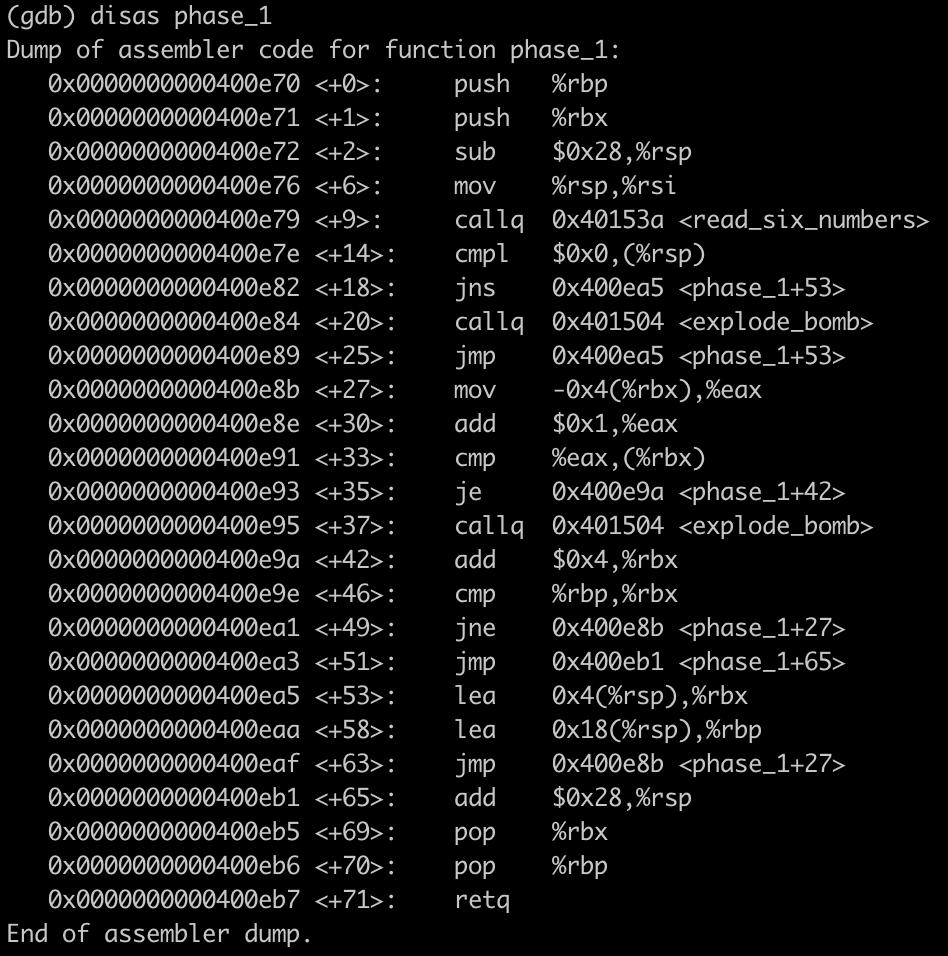 (gdb) disas phase_1
Dump of assembler code for function phase_1:
   0x0000000000400e70 <+0>:     push   %rbp
   0x0000000000400e71 <+1>:     push   %rbx
   0x0000000000400e72 <+2>:     sub    $0x28,%rsp
   0x0000000000400e76 <+6>:     mov    %rsp,%rsi
   0x0000000000400e79 <+9>:     callq  0x40153a <read_six_numbers>
   0x0000000000400e7e <+14>:    cmpl   $0x0,(%rsp)
   0x0000000000400e82 <+18>:    jns    0x400ea5 <phase_1+53>
   0x0000000000400e84 <+20>:    callq  0x401504 <explode_bomb>
   0x0000000000400e89 <+25>:    jmp    0x400ea5 <phase_1+53>
   0x0000000000400e8b <+27>:    mov    -0x4(%rbx),%eax
   0x0000000000400e8e <+30>:    add    $0x1,%eax
   0x0000000000400e91 <+33>:    cmp    %eax,(%rbx)
   0x0000000000400e93 <+35>:    je     0x400e9a <phase_1+42>
   0x0000000000400e95 <+37>:    callq  0x401504 <explode_bomb>
   0x0000000000400e9a <+42>:    add    $0x4,%rbx
   0x0000000000400e9e <+46>:    cmp    %rbp,%rbx
   0x0000000000400ea1 <+49>:    jne    0x400e8b <phase_1+27>
   0x0000000000400ea3 <+51>:    jmp    0x400eb1 <phase_1+65>
   0x0000000000400ea5 <+53>:    lea    0x4(%rsp),%rbx
   0x0000000000400eaa <+58>:    lea    0x18(%rsp),%rbp
   0x0000000000400eaf <+63>:    jmp    0x400e8b <phase_1+27>
   0x0000000000400eb1 <+65>:    add    $0x28,%rsp
   0x0000000000400eb5 <+69>:    pop    %rbx
   0x0000000000400eb6 <+70>:    pop    %rbp
   0x0000000000400eb7 <+71>:    retq
End of assembler dump.